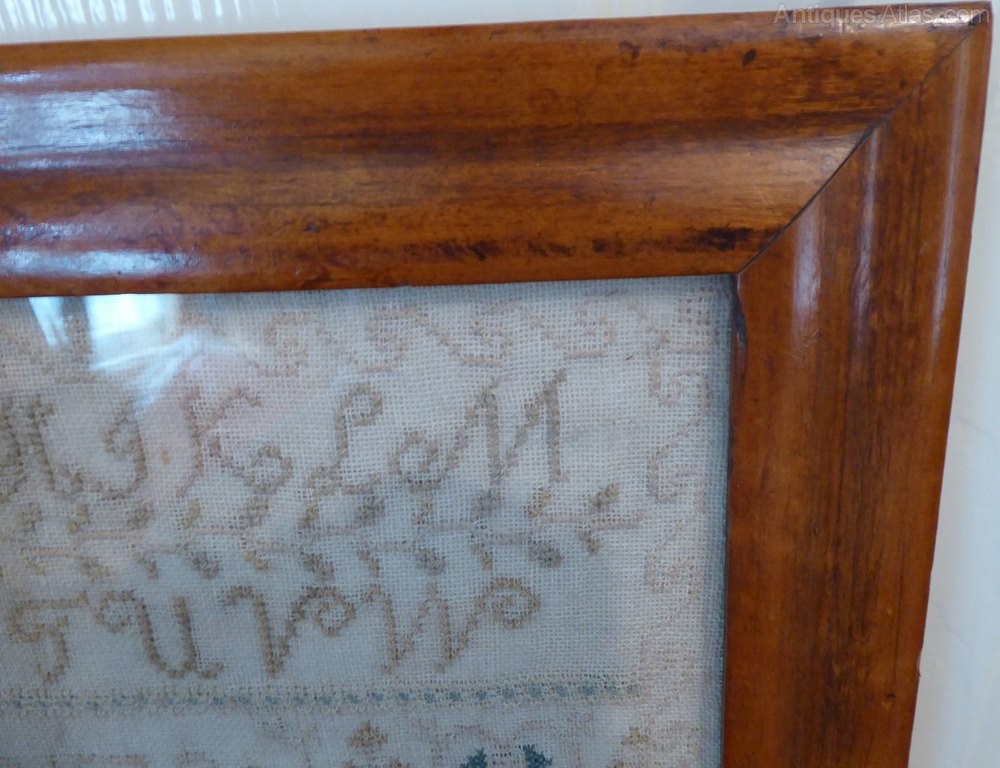 AntiquesAtlas.com
H I K L M
T U V W